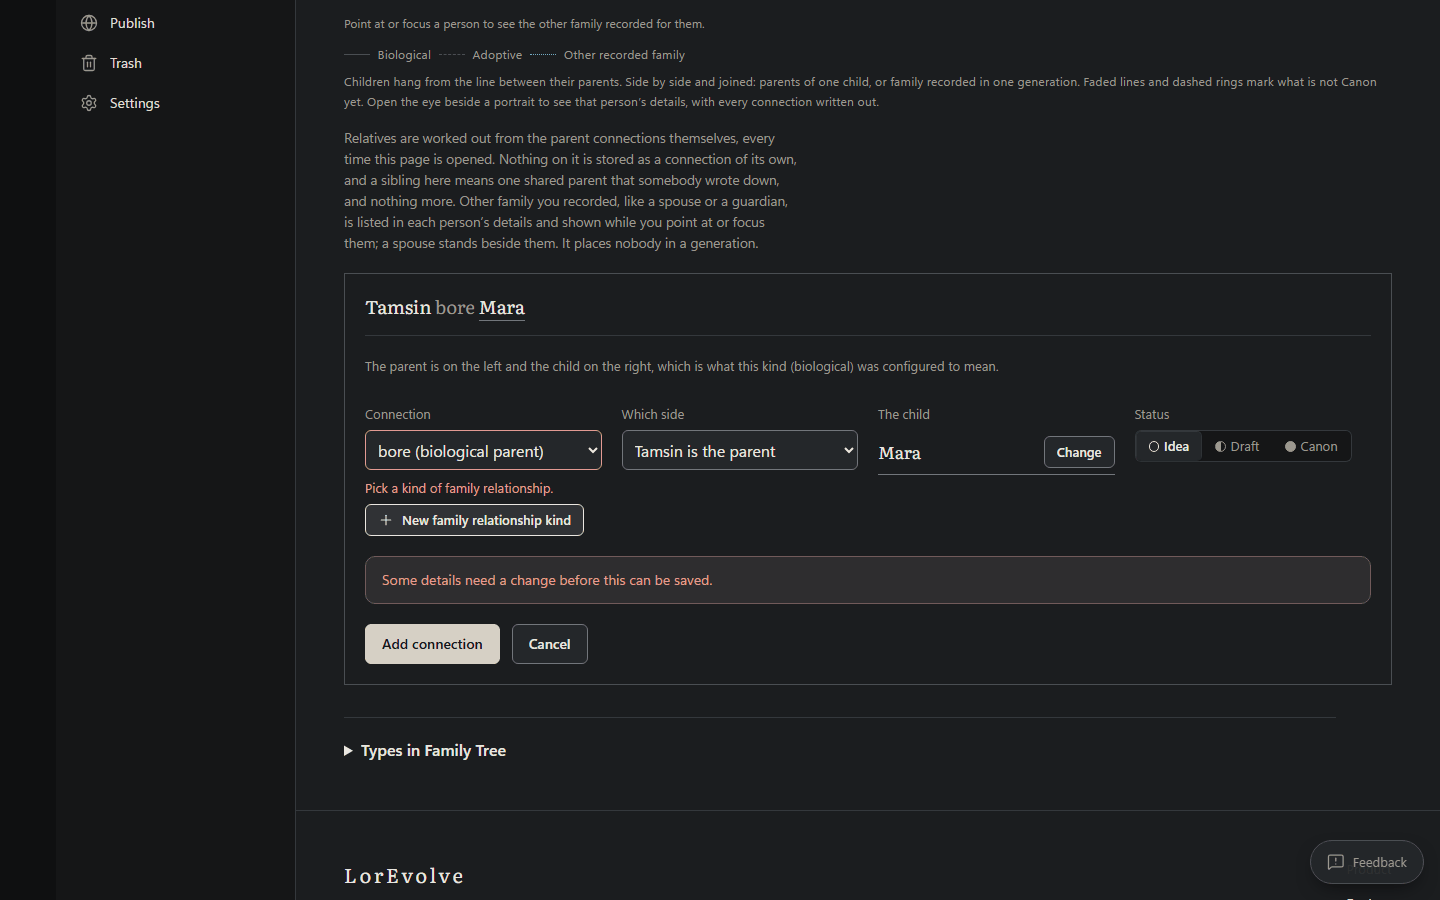 Publish
Trash
Settings
Point at or focus a person to see the other family recorded for them.
Biological Adoptive Other recorded family
Children hang from the line between their parents. Side by side and joined: parents of one child, or family recorded in one generation. Faded lines and dashed rings mark what is not Canon
yet. Open the eye beside a portrait to see that person's details, with every connection written out.
Relatives are worked out from the parent connections themselves, every
time this page is opened. Nothing on it is stored as a connection of its own,
and a sibling here means one shared parent that somebody wrote down,
and nothing more. Other family you recorded, like a spouse or a guardian,
is listed in each person's details and shown while you point at or focus
them; a spouse stands beside them. It places nobody in a generation.
Tamsin bore Mara
The parent is on the left and the child on the right, which is what this kind (biological) was configured to mean.
Connection Which side The child Status
bore (biological parent) Tamsin is the parent Mara Change Idea Draft Canon
Pick a kind of family relationship.
New family relationship kind
Some details need a change before this can be saved.
Add connection Cancel
Types in Family Tree
LorEvolve
Feedback